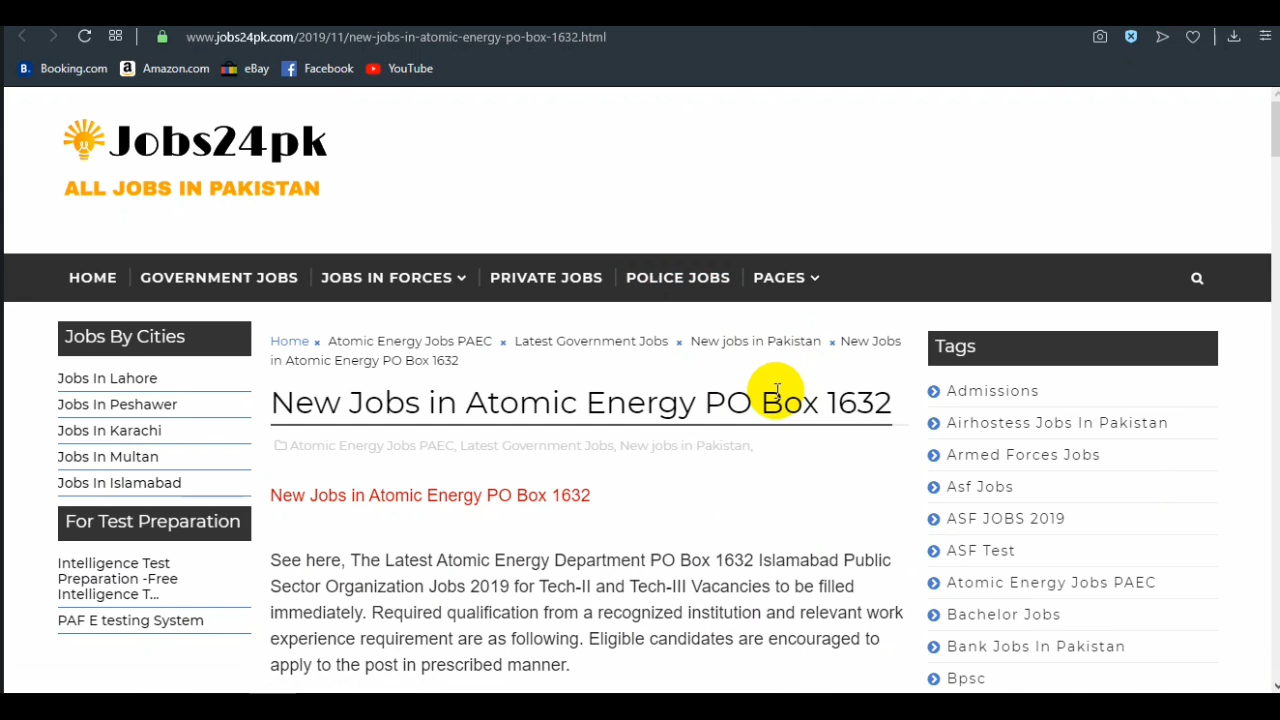 www.jobs24pk.com/2019/11/new-jobs-in-atomic-energy-po-box-1632.html
B. Booking.com a Amazon.com eBay Facebook YouTube
Jobs24pk
ALL JOBS IN PAKISTAN
HOME GOVERNMENT JOBS JOBS IN FORCES PRIVATE JOBS POLICE JOBS PAGES
Jobs By Cities
Jobs In Lahore
Jobs In Peshawer
Jobs In Karachi
Jobs In Multan
Jobs In Islamabad
For Test Preparation
Intelligence Test
Preparation -Free
Intelligence T...
PAF E testing System
Home × Atomic Energy Jobs PAEC × Latest Government Jobs × New jobs in Pakistan × New Jobs
in Atomic Energy PO Box 1632
New Jobs in Atomic Energy PO Box 1632
Atomic Energy Jobs PAEC, Latest Government Jobs, New jobs in Pakistan,
New Jobs in Atomic Energy PO Box 1632
See here, The Latest Atomic Energy Department PO Box 1632 Islamabad Public
Sector Organization Jobs 2019 for Tech-II and Tech-III Vacancies to be filled
immediately. Required qualification from a recognized institution and relevant work
experience requirement are as following. Eligible candidates are encouraged to
apply to the post in prescribed manner.
Tags
Admissions
Airhostess Jobs In Pakistan
Armed Forces Jobs
Asf Jobs
ASF JOBS 2019
ASF Test
Atomic Energy Jobs PAEC
Bachelor Jobs
Bank Jobs In Pakistan
Bpsc